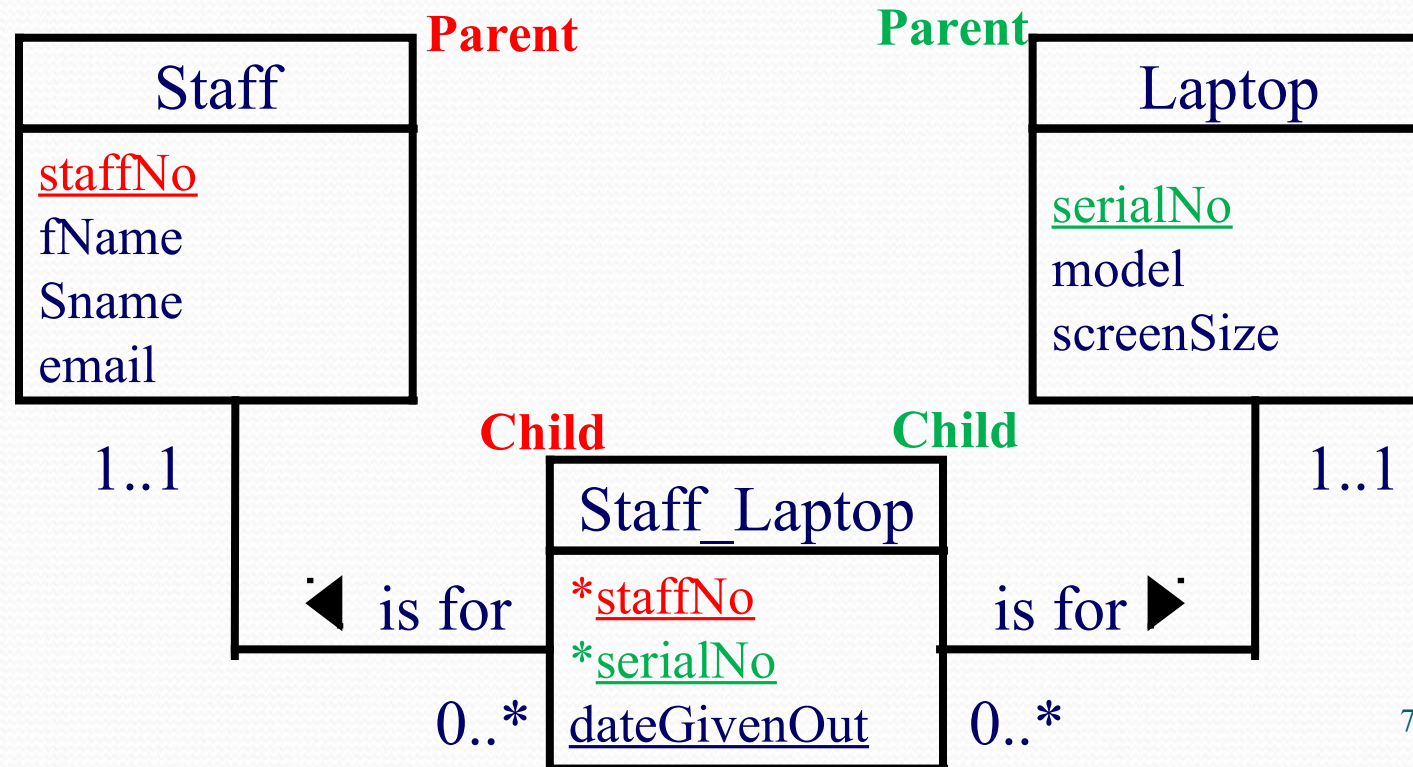 Parent
Staff
staffNo
fName
Sname
email
1..1
Parent
Laptop
serialNo
model
screenSize
1..1
Child
Child
Staff_Laptop
*staffNo
*serialNo
dateGivenOut
is for
is for
0..*
0..*
7